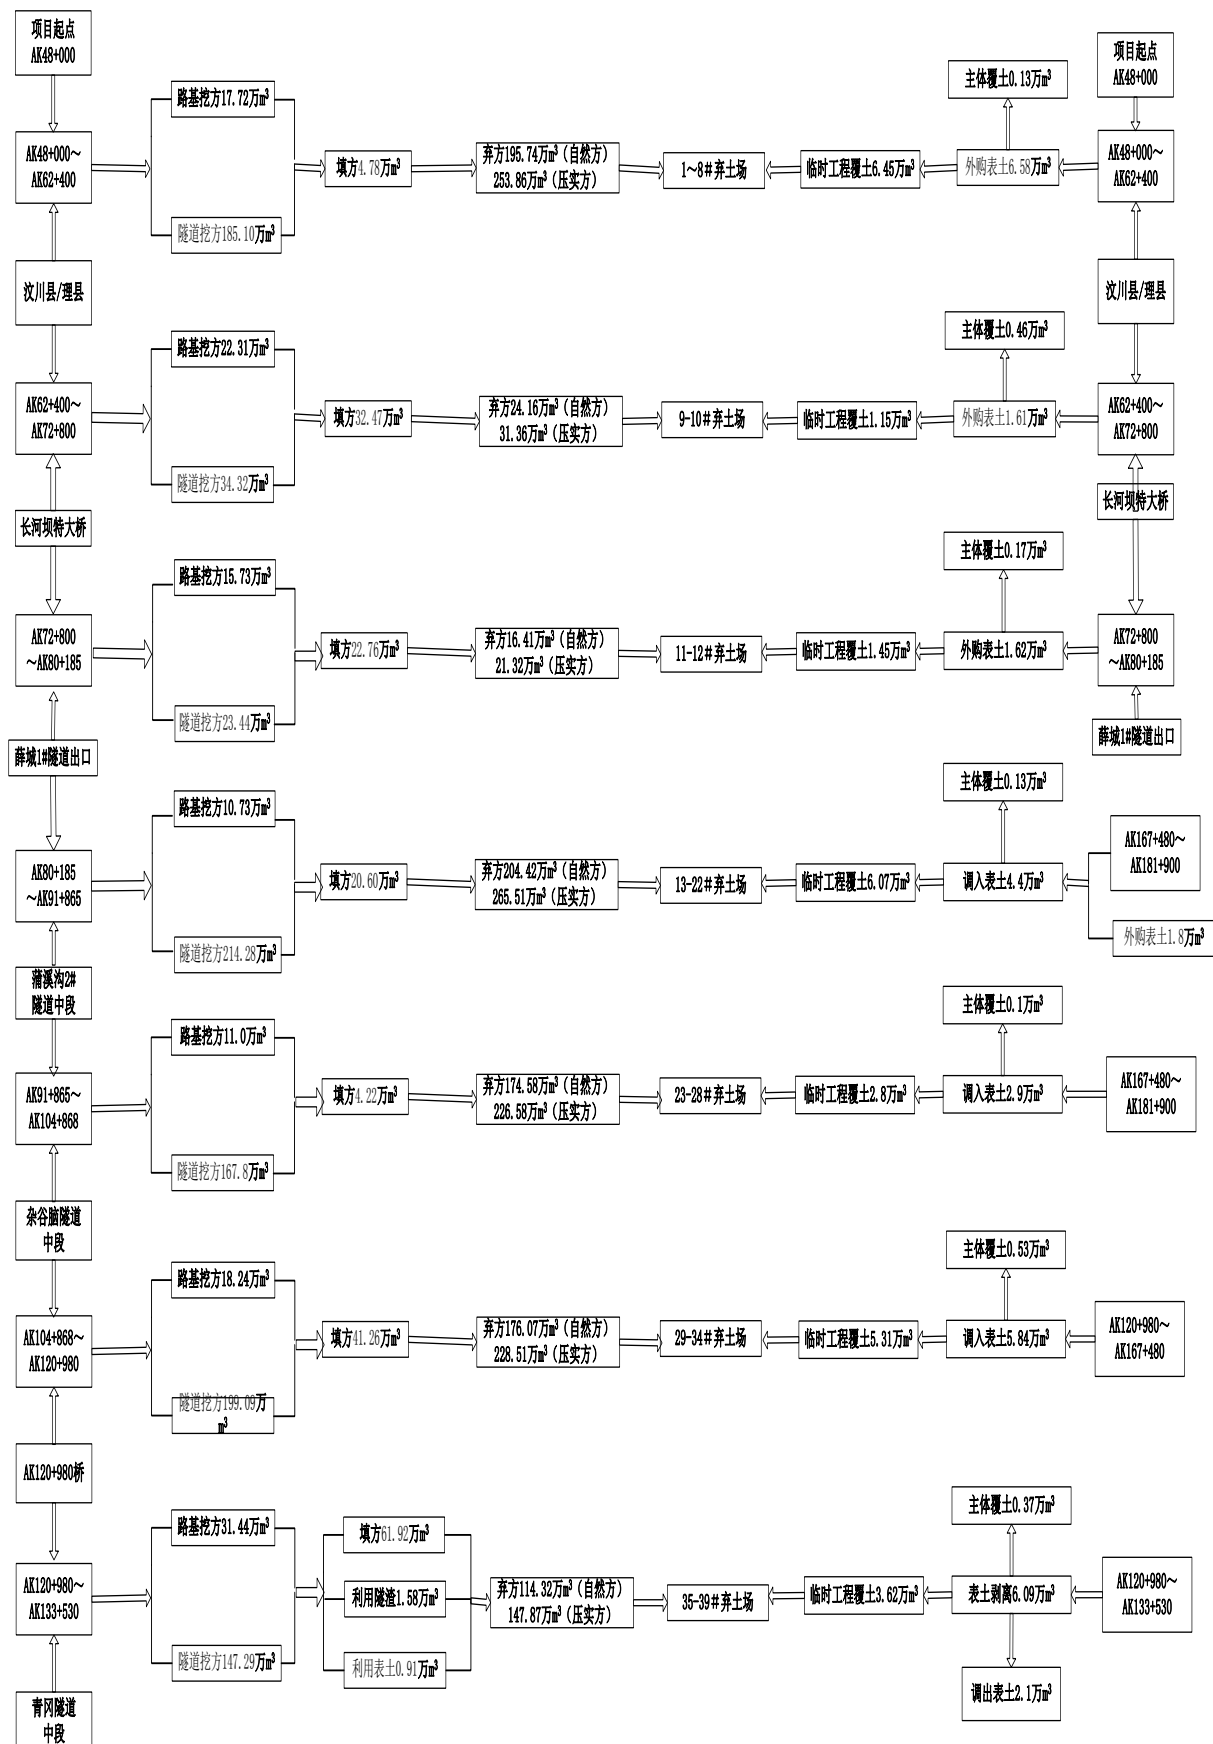 项目起点
AK48+000
AK48+000～
AK62+400
路基挖方17.72万m³
隧道挖方185.10万m³
填方4.78万m³
弃方195.74万m³（自然方）
253.86万m³（压实方）
1～8#弃土场
临时工程覆土6.45万m³
主体覆土0.13万m³
外购表土6.58万m³
项目起点
AK48+000
AK48+000～
AK62+400
汶川县/理县
汶川县/理县
AK62+400～
AK72+800
路基挖方22.31万m³
隧道挖方34.32万m³
填方32.47万m³
弃方24.16万m³（自然方）
31.36万m³（压实方）
9-10#弃土场
临时工程覆土1.15万m³
主体覆土0.46万m³
外购表土1.61万m³
AK62+400～
AK72+800
长河坝特大桥
长河坝特大桥
AK72+800
～AK80+185
路基挖方15.73万m³
隧道挖方23.44万m³
填方22.76万m³
弃方16.41万m³（自然方）
21.32万m³（压实方）
11-12#弃土场
临时工程覆土1.45万m³
主体覆土0.17万m³
外购表土1.62万m³
AK72+800
～AK80+185
薛城1#隧道出口
薛城1#隧道出口
AK80+185
～AK91+865
路基挖方10.73万m³
隧道挖方214.28万m³
填方20.60万m³
弃方204.42万m³（自然方）
265.51万m³（压实方）
13-22#弃土场
临时工程覆土6.07万m³
主体覆土0.13万m³
调入表土4.4万m³
AK167+480～
AK181+900
外购表土1.8万m³
蒲溪沟2#
隧道中段
AK91+865～
AK104+868
路基挖方11.0万m³
隧道挖方167.8万m³
填方4.22万m³
弃方174.58万m³（自然方）
226.58万m³（压实方）
23-28#弃土场
临时工程覆土2.8万m³
主体覆土0.1万m³
调入表土2.9万m³
AK167+480～
AK181+900
杂谷脑隧道
中段
AK104+868～
AK120+980
路基挖方18.24万m³
隧道挖方199.09万
m³
填方41.26万m³
弃方176.07万m³（自然方）
228.51万m³（压实方）
29-34#弃土场
临时工程覆土5.31万m³
主体覆土0.53万m³
调入表土5.84万m³
AK120+980～
AK167+480
AK120+980桥
AK120+980～
AK133+530
路基挖方31.44万m³
隧道挖方147.29万m³
填方61.92万m³
利用隧渣1.58万m³
利用表土0.91万m³
弃方114.32万m³（自然方）
147.87万m³（压实方）
35-39#弃土场
临时工程覆土3.62万m³
主体覆土0.37万m³
表土剥离6.09万m³
调出表土2.1万m³
AK120+980～
AK133+530
青冈隧道
中段